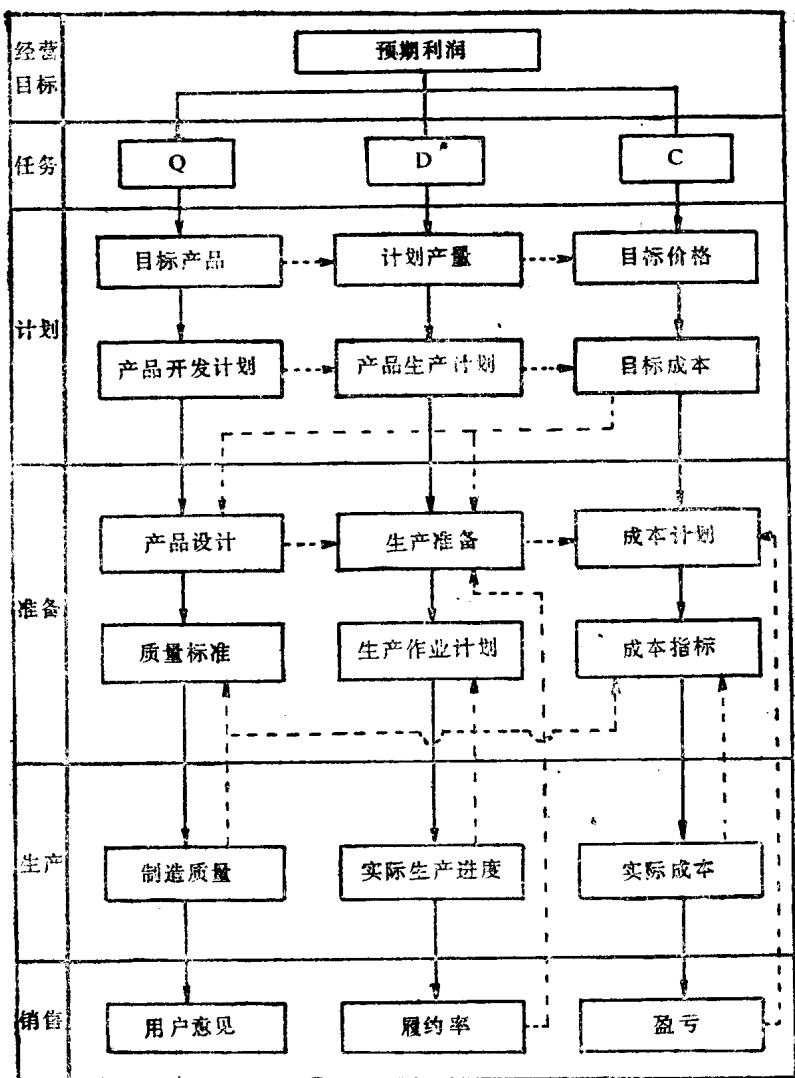 经营
目标
预期利润
任务
Q
D*
C
计划
目标产品
计划产量
目标价格
产品开发计划
产品生产计划
目标成本
准备
产品设计
生产准备
成本计划
质量标准
生产作业计划
成本指标
生产
制造质量
实际生产进度
实际成本
销售
用户意见
履约率
盈亏